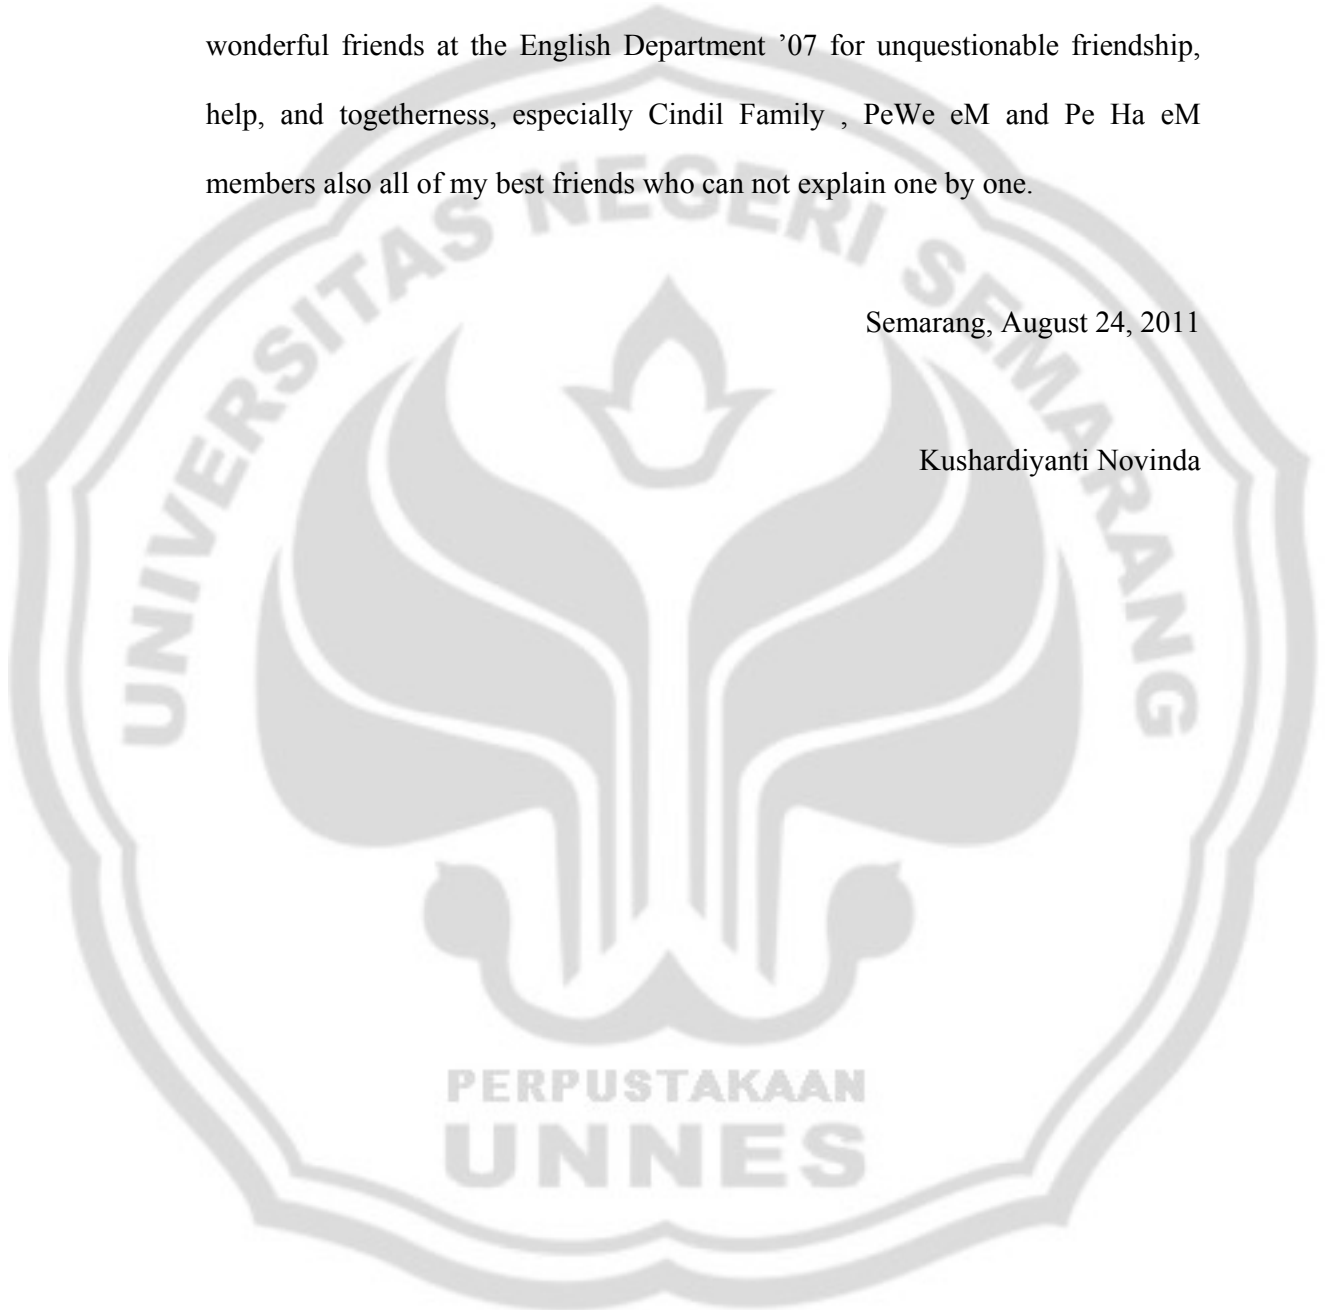 wonderful friends at the English Department ’07 for unquestionable friendship,
help, and togetherness, especially Cindil Family , PeWe eM and Pe Ha eM
members also all of my best friends who can not explain one by one.
Semarang, August 24, 2011
Kushardiyanti Novinda
UNIVERSITAS NEGERI SEMARANG
PERPUSTAKAAN
UNNES